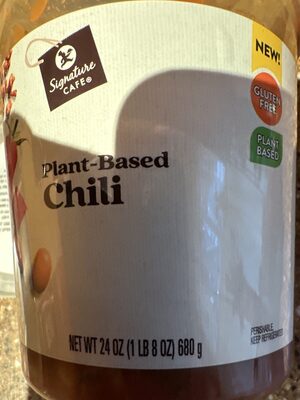 Signature
CAFE®
NEW!
GLUTEN
FREE
PLANT
BASED
Plant-Based
Chili
NET WT 24 OZ (1 LB 8 OZ) 680 g
PERISHABLE
KEEP REFRIGERATED